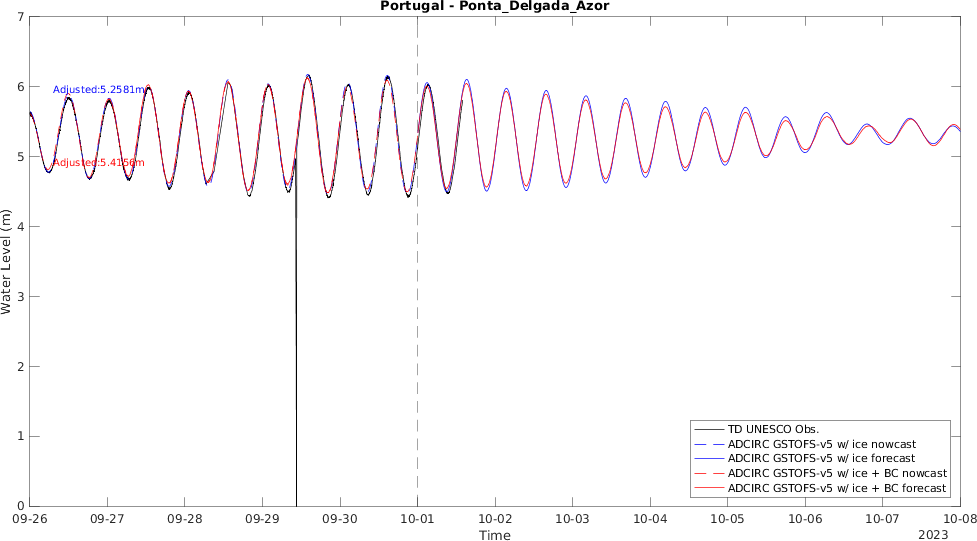 Portugal - Ponta_Delgada_Azor
7
6
5
4
3
2
1
0
Water Level (m)
Adjusted:5.2581m
Adjusted:5.4156m
TD UNESCO Obs.
ADCIRC GSTOFS-v5 w/ ice nowcast
ADCIRC GSTOFS-v5 w/ ice forecast
ADCIRC GSTOFS-v5 w/ ice + BC nowcast
ADCIRC GSTOFS-v5 w/ ice + BC forecast
09-26 09-27 09-28 09-29 09-30 10-01 10-02 10-03 10-04 10-05 10-06 10-07 10-08
Time
2023